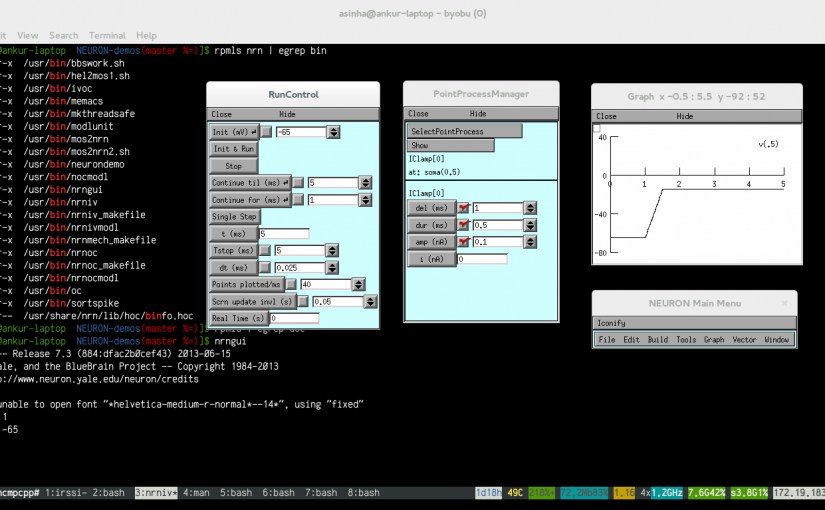 asinha@ankur-laptop – byobu (0)
it View Search Terminal Help
@ankur-laptop NEURON-demos(master %=)]$ rpmls nrn | egrep bin
r-x /usr/bin/bbswork.sh
r-x /usr/bin/hel2mos1.sh
r-x /usr/bin/ivoc
r-x /usr/bin/memacs
r-x /usr/bin/mkthreadsafe
r-x /usr/bin/modlunit
r-x /usr/bin/mos2nrn
r-x /usr/bin/mos2nrn2.sh
r-x /usr/bin/neurondemo
r-x /usr/bin/nocmodl
r-x /usr/bin/nrngui
r-x /usr/bin/nrniv
r-x /usr/bin/nrniv_makefile
r-x /usr/bin/nrnivmodl
r-x /usr/bin/nrnmech_makefile
r-x /usr/bin/nrnoc
r-x /usr/bin/nrnoc_makefile
r-x /usr/bin/nrnocmodl
r-x /usr/bin/oc
r-x /usr/bin/sortspike
r-- /usr/share/nrn/lib/hoc/binfo.hoc
@ankur-laptop NEURON-demos(master %=)]$
@ankur-laptop NEURON-demos(master %=)]$ nrngui
-- Release 7.3 (884:dfac2b0cef43) 2013-06-15
ale, and the BlueBrain Project -- Copyright 1984-2013
p://www.neuron.yale.edu/neuron/credits
unable to open font "*helvetica-medium-r-normal*--14*", using "fixed"
1
-65
RunControl
Close Hide
Init (mV) -65
Init & Run
Stop
Continue til (ms) 5
Continue for (ms) 1
Single Step
t (ms) 5
Tstop (ms) 5
dt (ms) 0.025
Points plotted/ms 40
Scrn update invl (s) 0.05
Real Time (s) 0
PointProcessManager
Close Hide
SelectPointProcess
Show
IClamp[0]
at: soma(0.5)
IClamp[0]
del (ms) 1
dur (ms) 0.5
amp (nA) 0.1
i (nA) 0
Graph x -0.5 : 5.5 y -92 : 52
Close Hide
40
v(.5)
0 0 1 2 3 4 5
-40
-80
NEURON Main Menu
Iconify
File Edit Build Tools Graph Vector Window
ncmpcpp# 1:irssi- 2:bash 3:nrniv* 4:man 5:bash 6:bash 7:bash 8:bash 1d18h 49C 1,16 4x1,2GHz 7,6G42% s3,8G1% 172,19,183